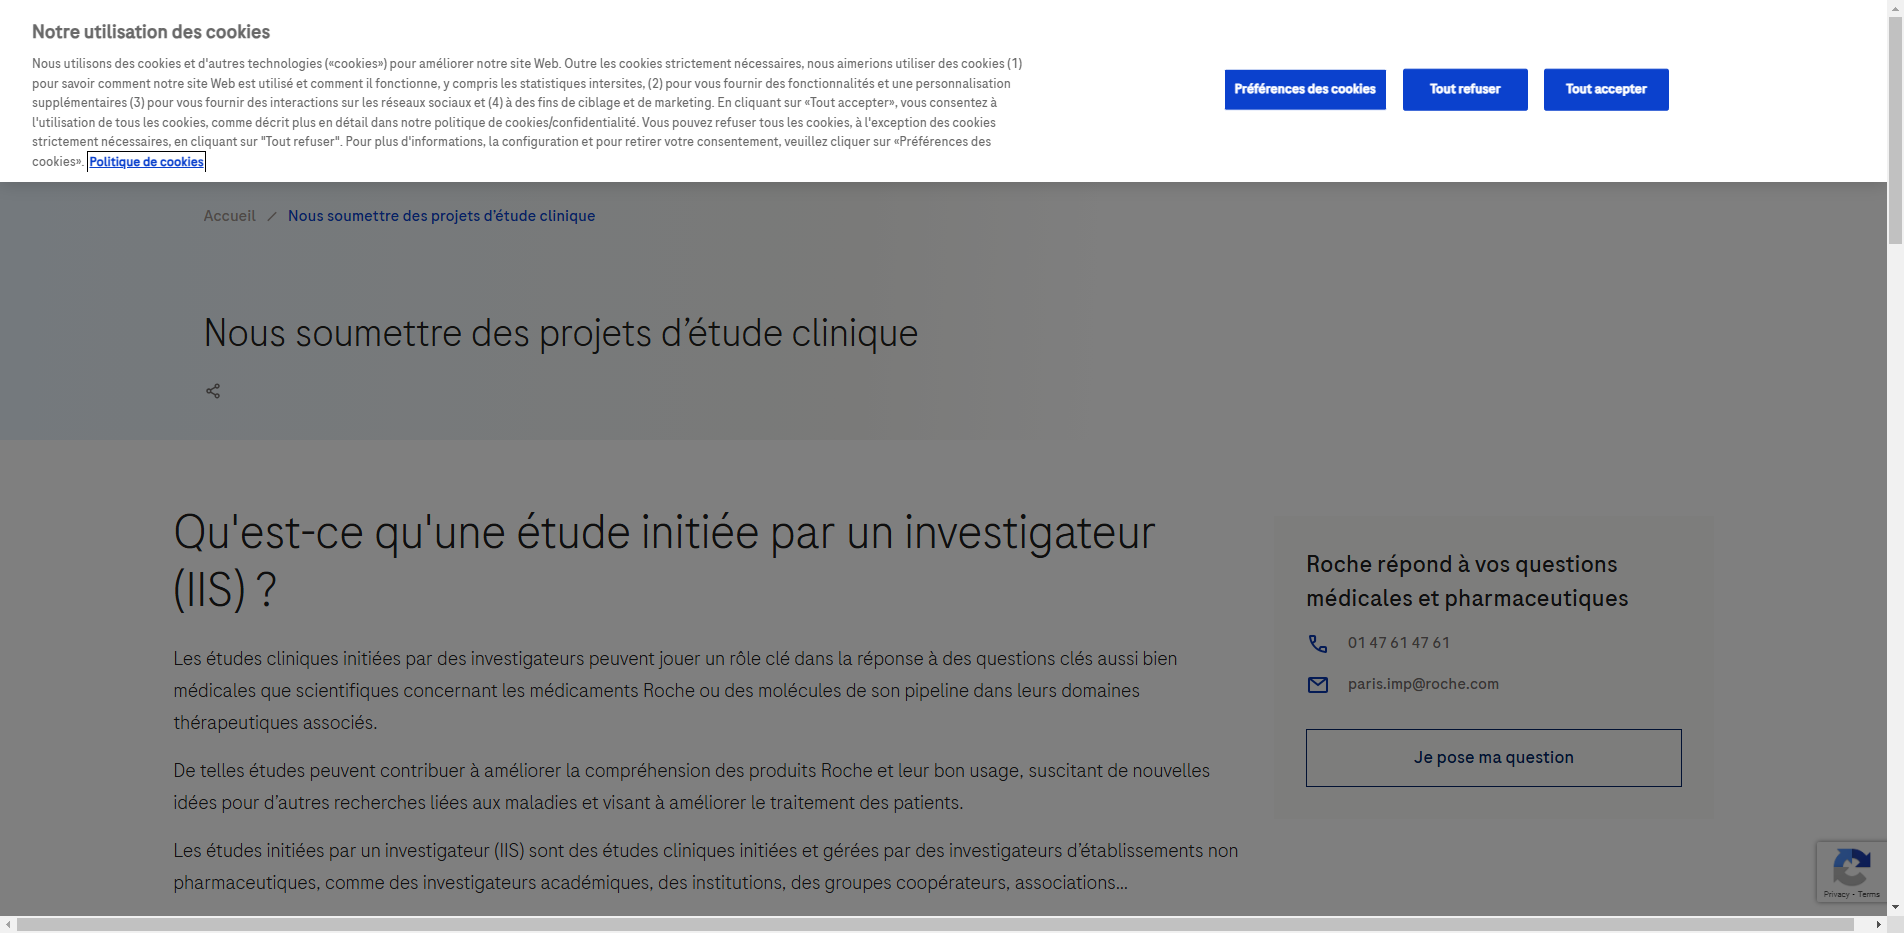 Notre utilisation des cookies
Nous utilisons des cookies et d'autres technologies («cookies») pour améliorer notre site Web. Outre les cookies strictement nécessaires, nous aimerions utiliser des cookies (1)
pour savoir comment notre site Web est utilisé et comment il fonctionne, y compris les statistiques intersites, (2) pour vous fournir des fonctionnalités et une personnalisation
supplémentaires (3) pour vous fournir des interactions sur les réseaux sociaux et (4) à des fins de ciblage et de marketing. En cliquant sur «Tout accepter», vous consentez à
l'utilisation de tous les cookies, comme décrit plus en détail dans notre politique de cookies/confidentialité. Vous pouvez refuser tous les cookies, à l'exception des cookies
strictement nécessaires, en cliquant sur "Tout refuser". Pour plus d'informations, la configuration et pour retirer votre consentement, veuillez cliquer sur «Préférences des
cookies». Politique de cookies
Préférences des cookies
Tout refuser
Tout accepter
Accueil / Nous soumettre des projets d’étude clinique
Nous soumettre des projets d’étude clinique
Qu'est-ce qu'une étude initiée par un investigateur
(IIS) ?
Les études cliniques initiées par des investigateurs peuvent jouer un rôle clé dans la réponse à des questions clés aussi bien
médicales que scientifiques concernant les médicaments Roche ou des molécules de son pipeline dans leurs domaines
thérapeutiques associés.
De telles études peuvent contribuer à améliorer la compréhension des produits Roche et leur bon usage, suscitant de nouvelles
idées pour d’autres recherches liées aux maladies et visant à améliorer le traitement des patients.
Les études initiées par un investigateur (IIS) sont des études cliniques initiées et gérées par des investigateurs d’établissements non
pharmaceutiques, comme des investigateurs académiques, des institutions, des groupes coopérateurs, associations...
Roche répond à vos questions
médicales et pharmaceutiques
01 47 61 47 61
paris.imp@roche.com
Je pose ma question
Privacy - Terms